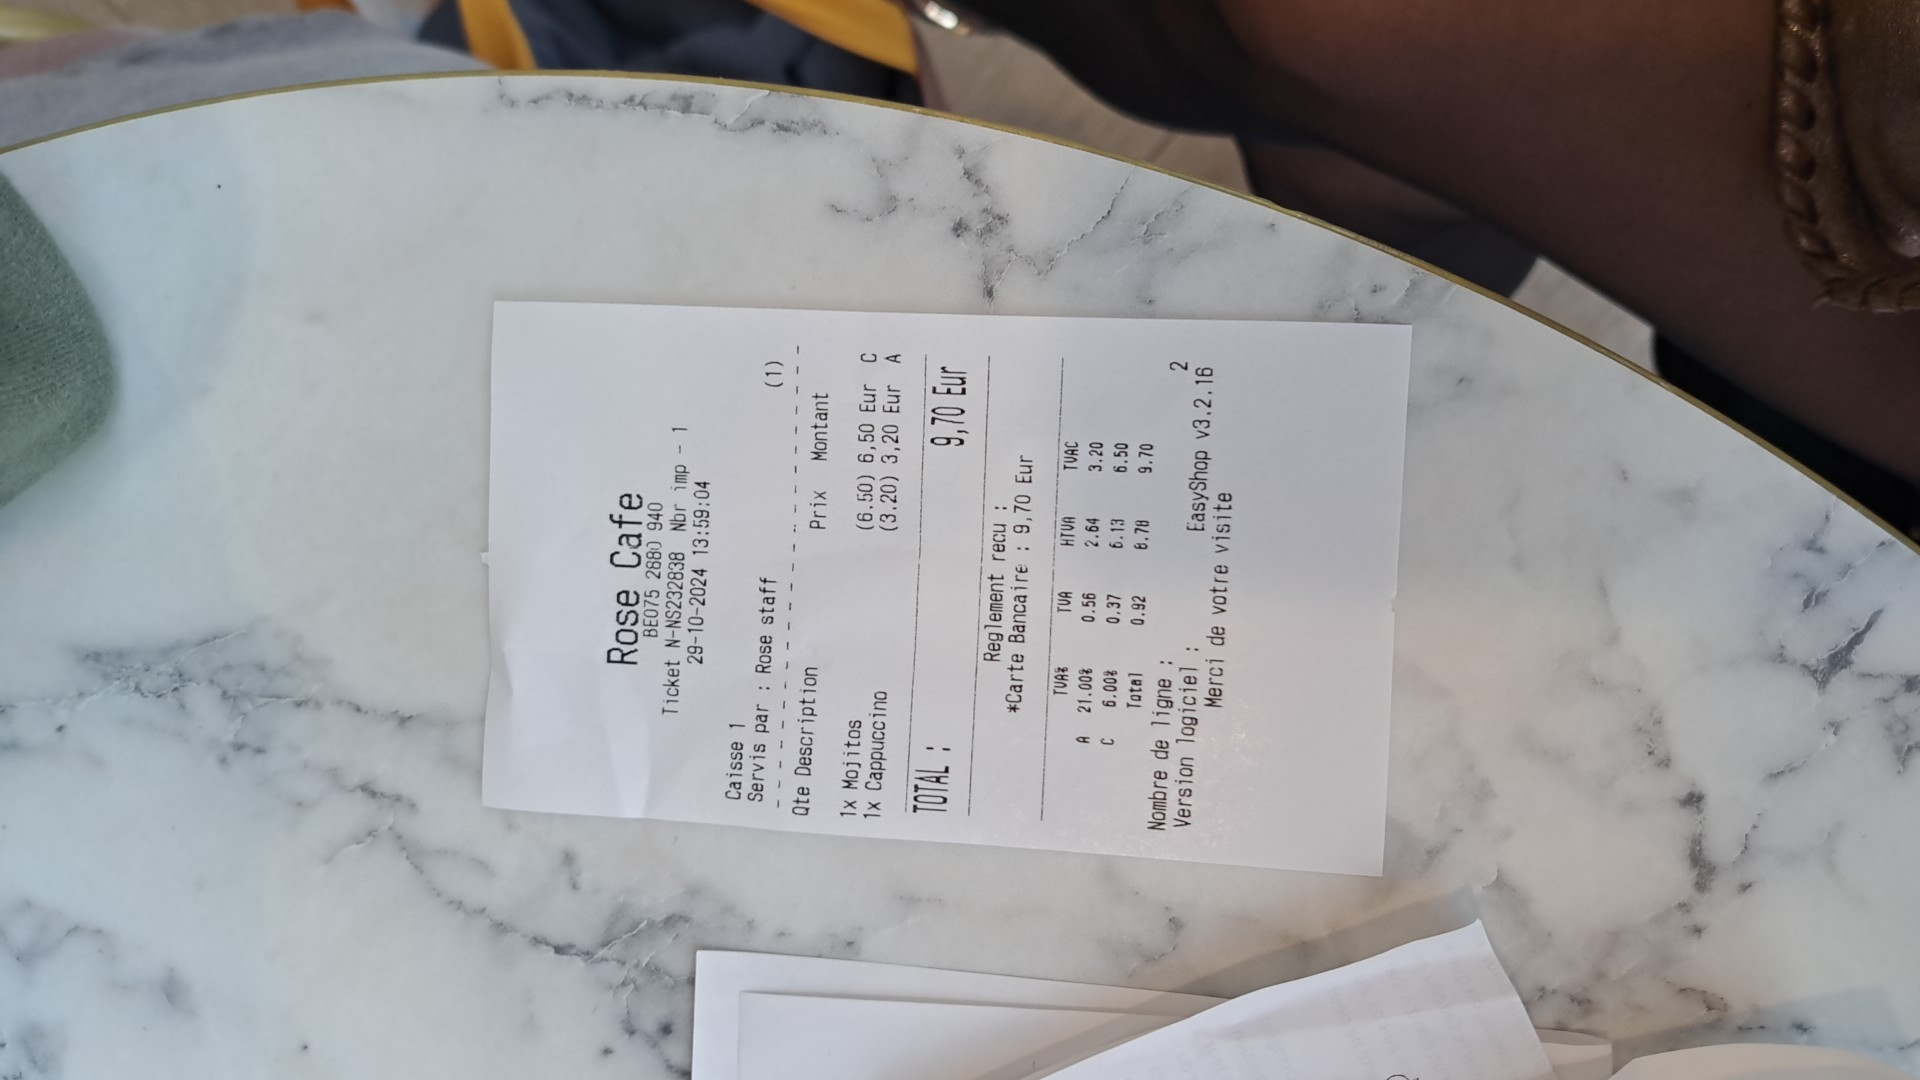 Rose Cafe
BE075 2880 940
Ticket N-NS232838 Nbr imp - 1
29-10-2024 13:59:04
Caisse 1
Servis par : Rose staff (1)
Qte Description Prix Montant
1x Mojitos (6.50) 6,50 Eur C
1x Cappuccino (3.20) 3,20 Eur A
TOTAL : 9,70 Eur
Reglement recu :
*Carte Bancaire : 9,70 Eur
TVA% TVA HTVA TVAC
A 21.00% 0.56 2.64 3.20
C 6.00% 0.37 6.13 6.50
Total 0.92 8.78 9.70
Nombre de ligne : 2
Version logiciel : EasyShop v3.2.16
Merci de votre visite